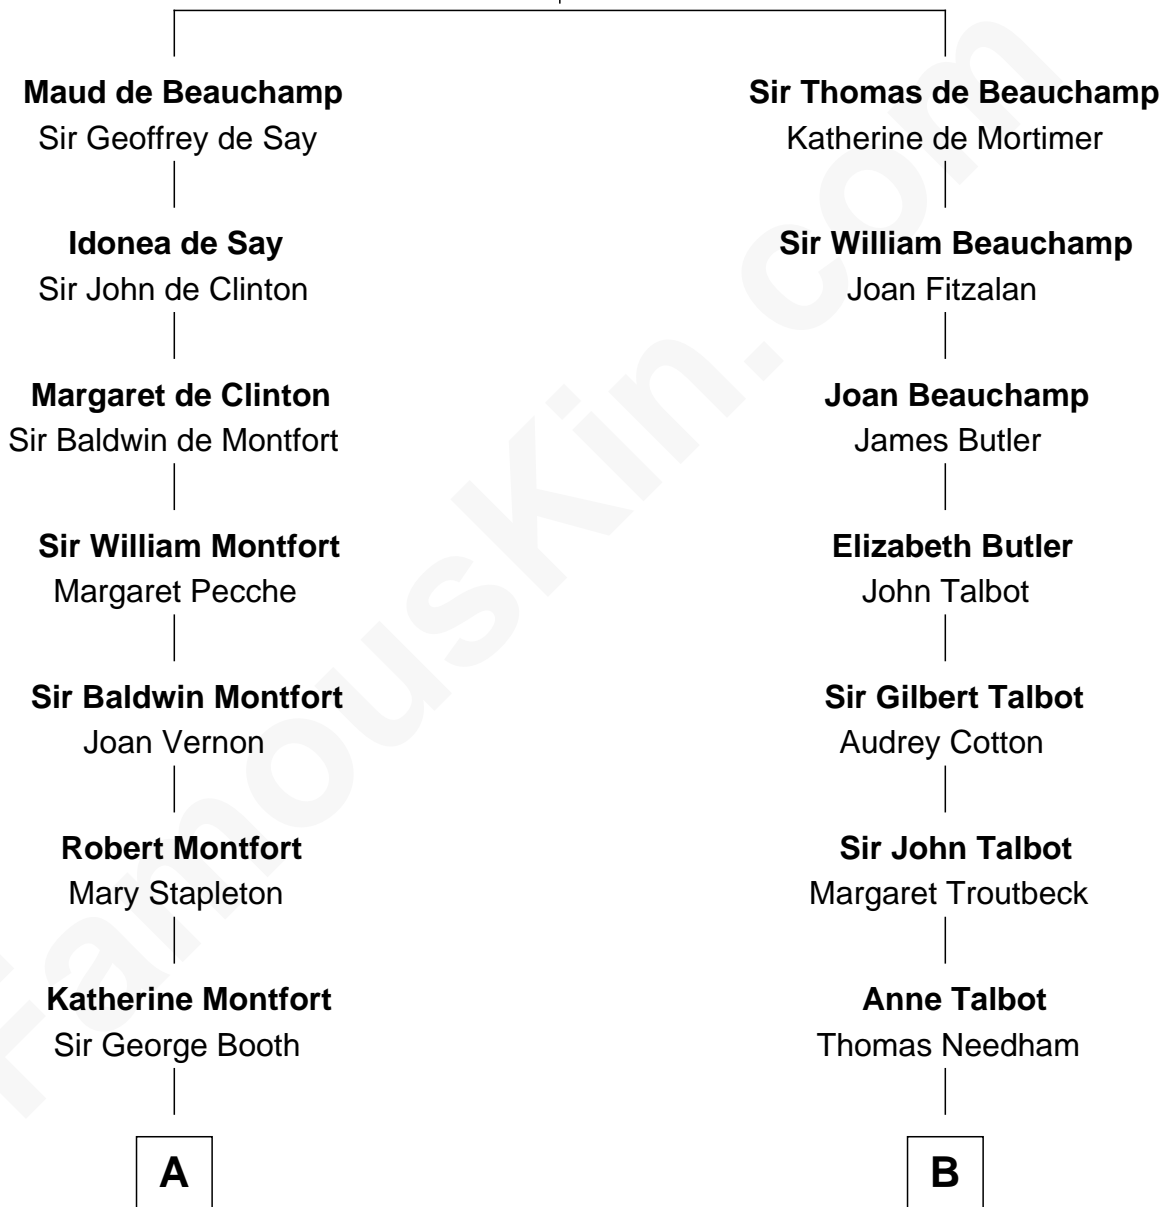 Maud de Beauchamp
Sir Geoffrey de Say
Idonea de Say
Sir John de Clinton
Margaret de Clinton
Sir Baldwin de Montfort
Sir William Montfort
Margaret Pecche
Sir Baldwin Montfort
Joan Vernon
Robert Montfort
Mary Stapleton
Katherine Montfort
Sir George Booth
A
Sir Thomas de Beauchamp
Katherine de Mortimer
Sir William Beauchamp
Joan Fitzalan
Joan Beauchamp
James Butler
Elizabeth Butler
John Talbot
Sir Gilbert Talbot
Audrey Cotton
Sir John Talbot
Margaret Troutbeck
Anne Talbot
Thomas Needham
B
FamousKin.com